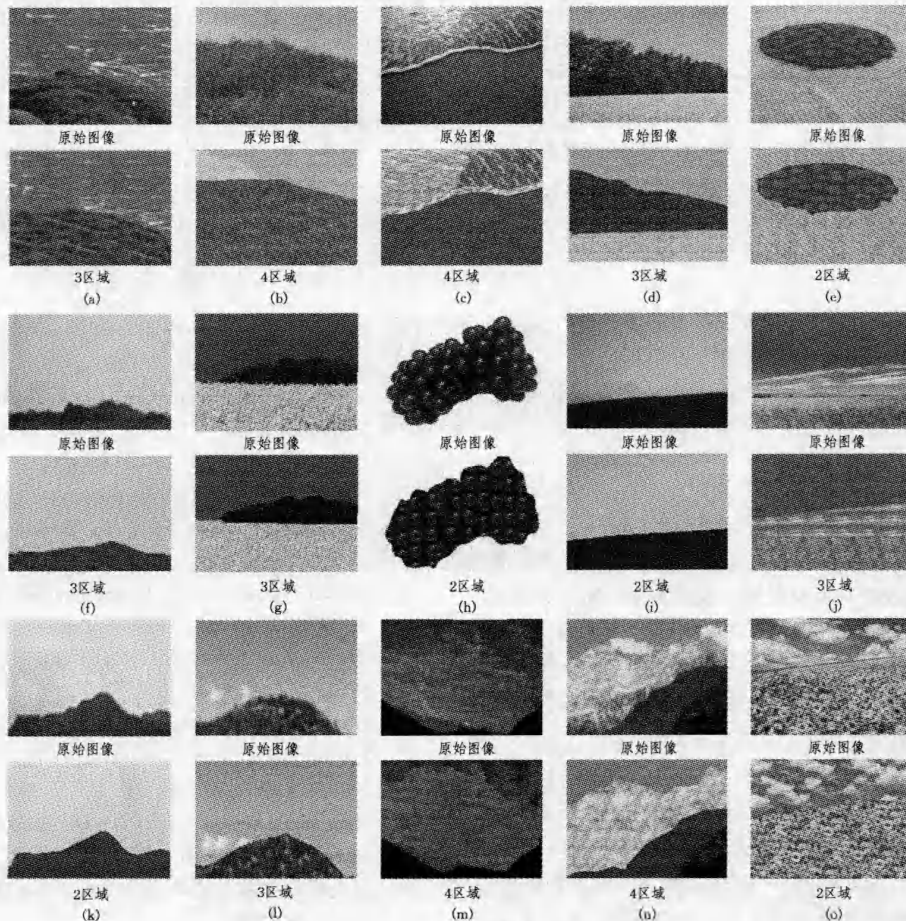 原始图像 原始图像 原始图像 原始图像 原始图像
3区域 4区域 4区域 3区域 2区域
(a) (b) (c) (d) (e)
原始图像 原始图像 原始图像 原始图像 原始图像
3区域 3区域 2区域 2区域 3区域
(f) (g) (h) (i) (j)
原始图像 原始图像 原始图像 原始图像 原始图像
2区域 3区域 4区域 4区域 2区域
(k) (l) (m) (n) (o)